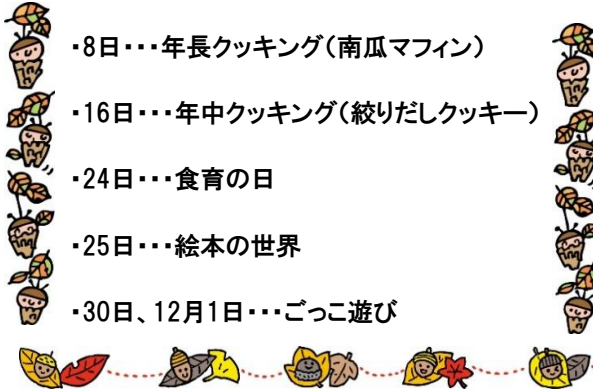 ・8日・・・年長クッキング（南瓜マフィン）
・16日・・・年中クッキング（絞りだしクッキー）
・24日・・・食育の日
・25日・・・絵本の世界
・30日、12月1日・・・ごっこ遊び